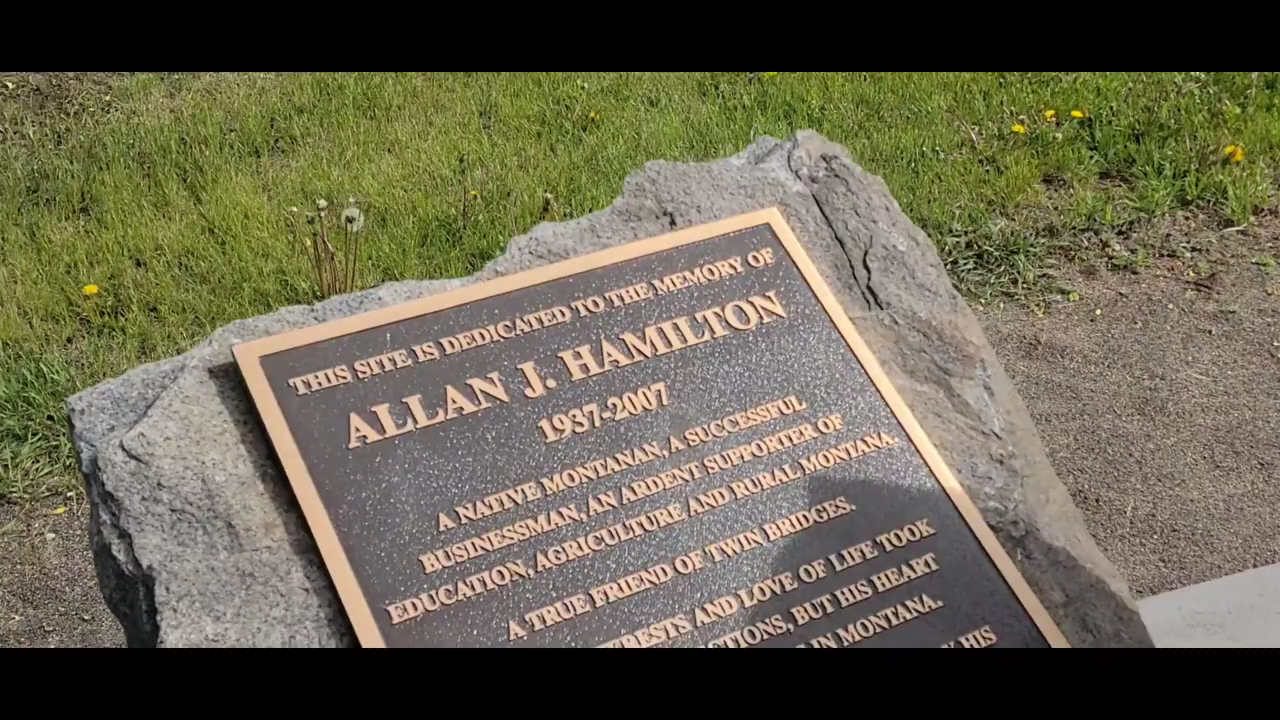 THIS SITE IS DEDICATED TO THE MEMORY OF
ALLAN J. HAMILTON
1937-2007
A NATIVE MONTANAN, A SUCCESSFUL
BUSINESSMAN, AN ARDENT SUPPORTER OF
EDUCATION, AGRICULTURE AND RURAL MONTANA.
A TRUE FRIEND OF TWIN BRIDGES.
AND LOVE OF LIFE TOOK
BUT HIS HEART
IN MONTANA.
HIS